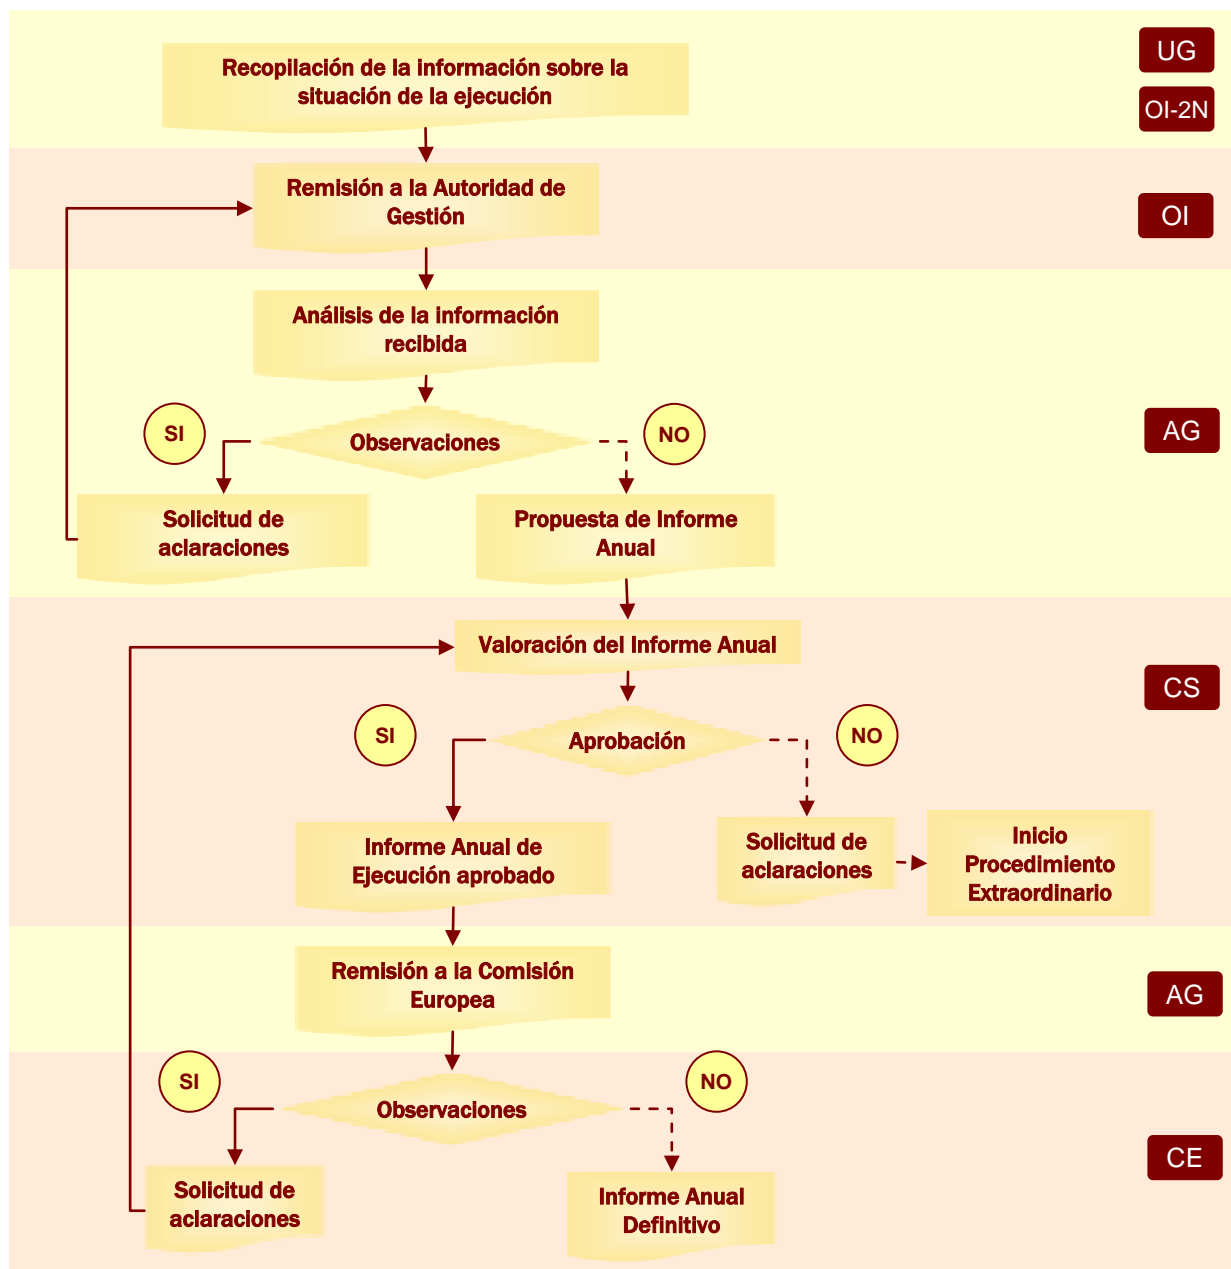 Recopilación de la información sobre la
situación de la ejecución
UG
OI-2N
Remisión a la Autoridad de
Gestión
OI
Análisis de la información
recibida
SI
Observaciones
NO
AG
Solicitud de
aclaraciones
Propuesta de Informe
Anual
Valoración del Informe Anual
CS
SI
Aprobación
NO
Informe Anual de
Ejecución aprobado
Solicitud de
aclaraciones
Inicio
Procedimiento
Extraordinario
Remisión a la Comisión
Europea
AG
SI
Observaciones
NO
CE
Solicitud de
aclaraciones
Informe Anual
Definitivo